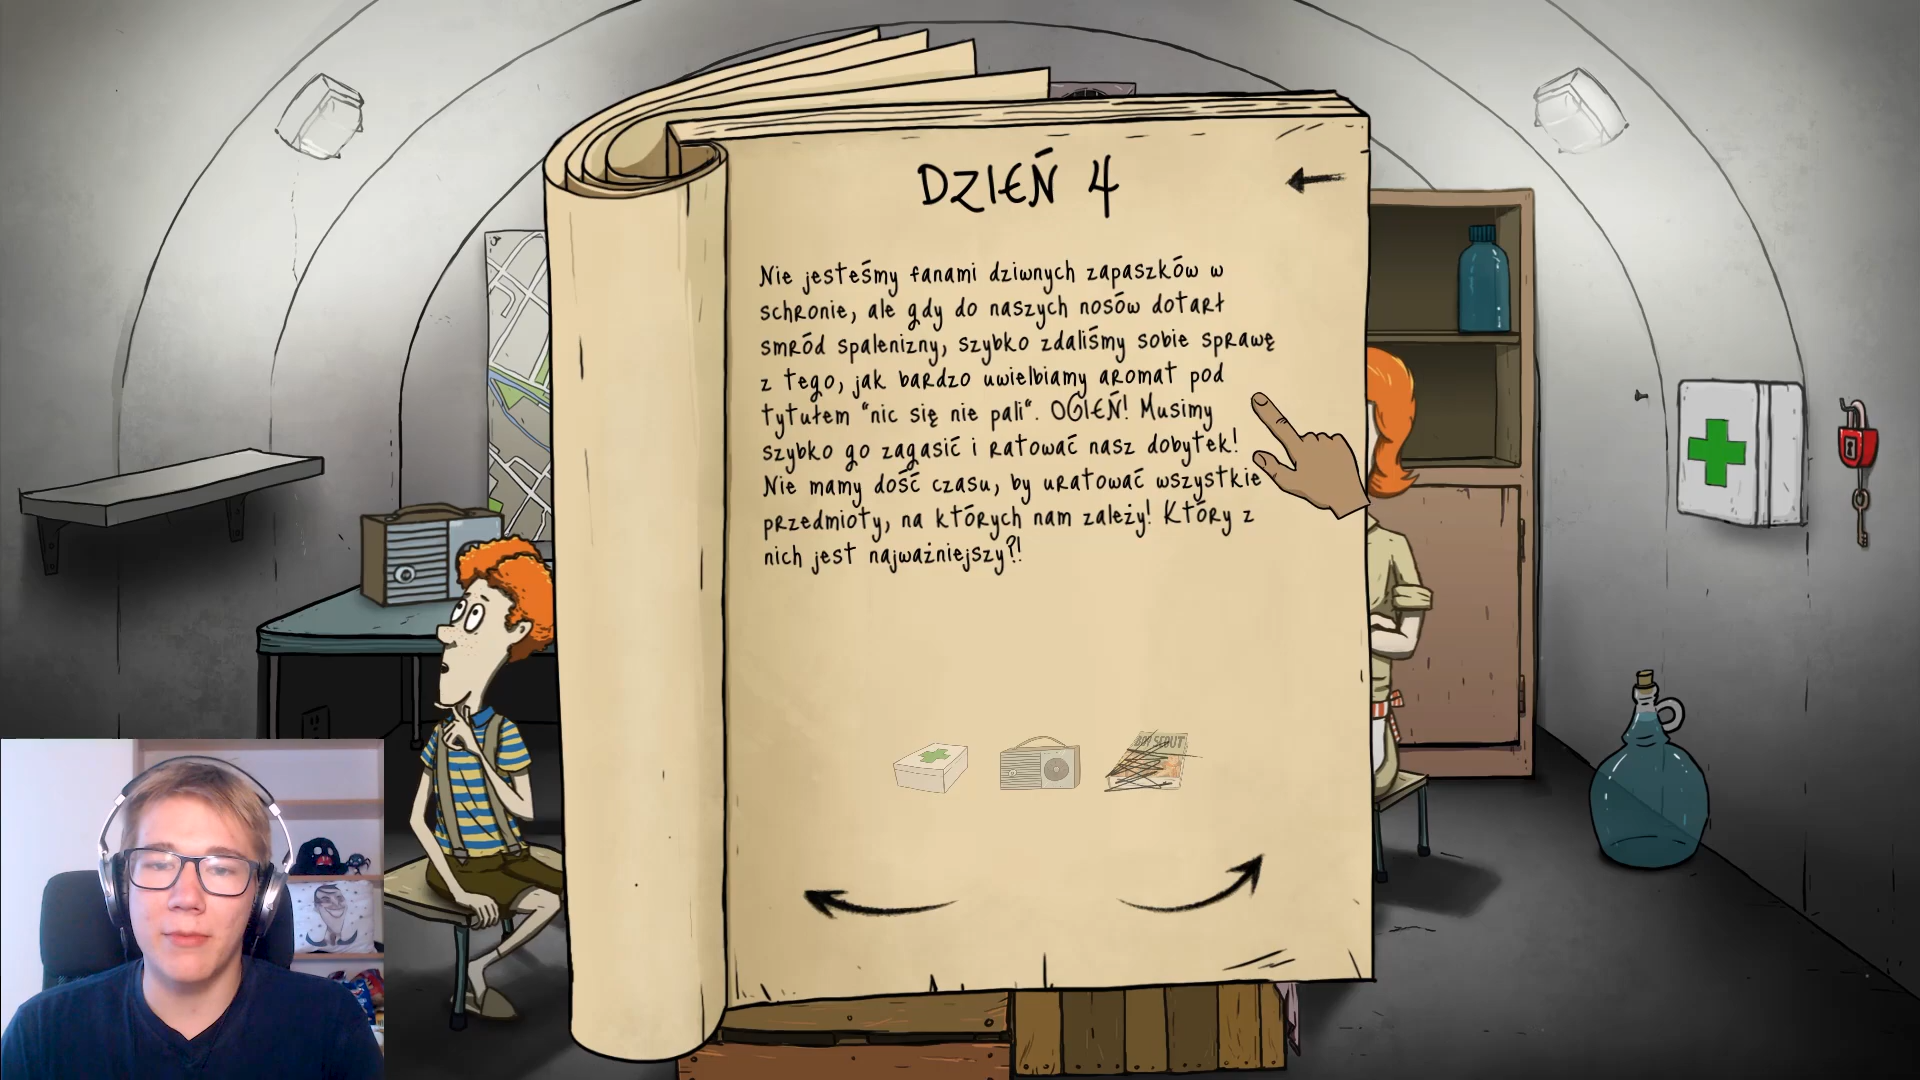 DZIEŃ 4
Nie jesteśmy fanami dziwnych zapaszków w
schronie, ale gdy do naszych nosów dotarł
smród spalenizny, szybko zdaliśmy sobie sprawę
z tego, jak bardzo uwielbiamy aromat pod
tytułem "nic się nie pali". OGIEŃ! Musimy
szybko go zagasić i ratować nasz dobytek!
Nie mamy dość czasu, by uratować wszystkie
przedmioty, na których nam zależy! Który z
nich jest najważniejszy?!
BOY SCOUT